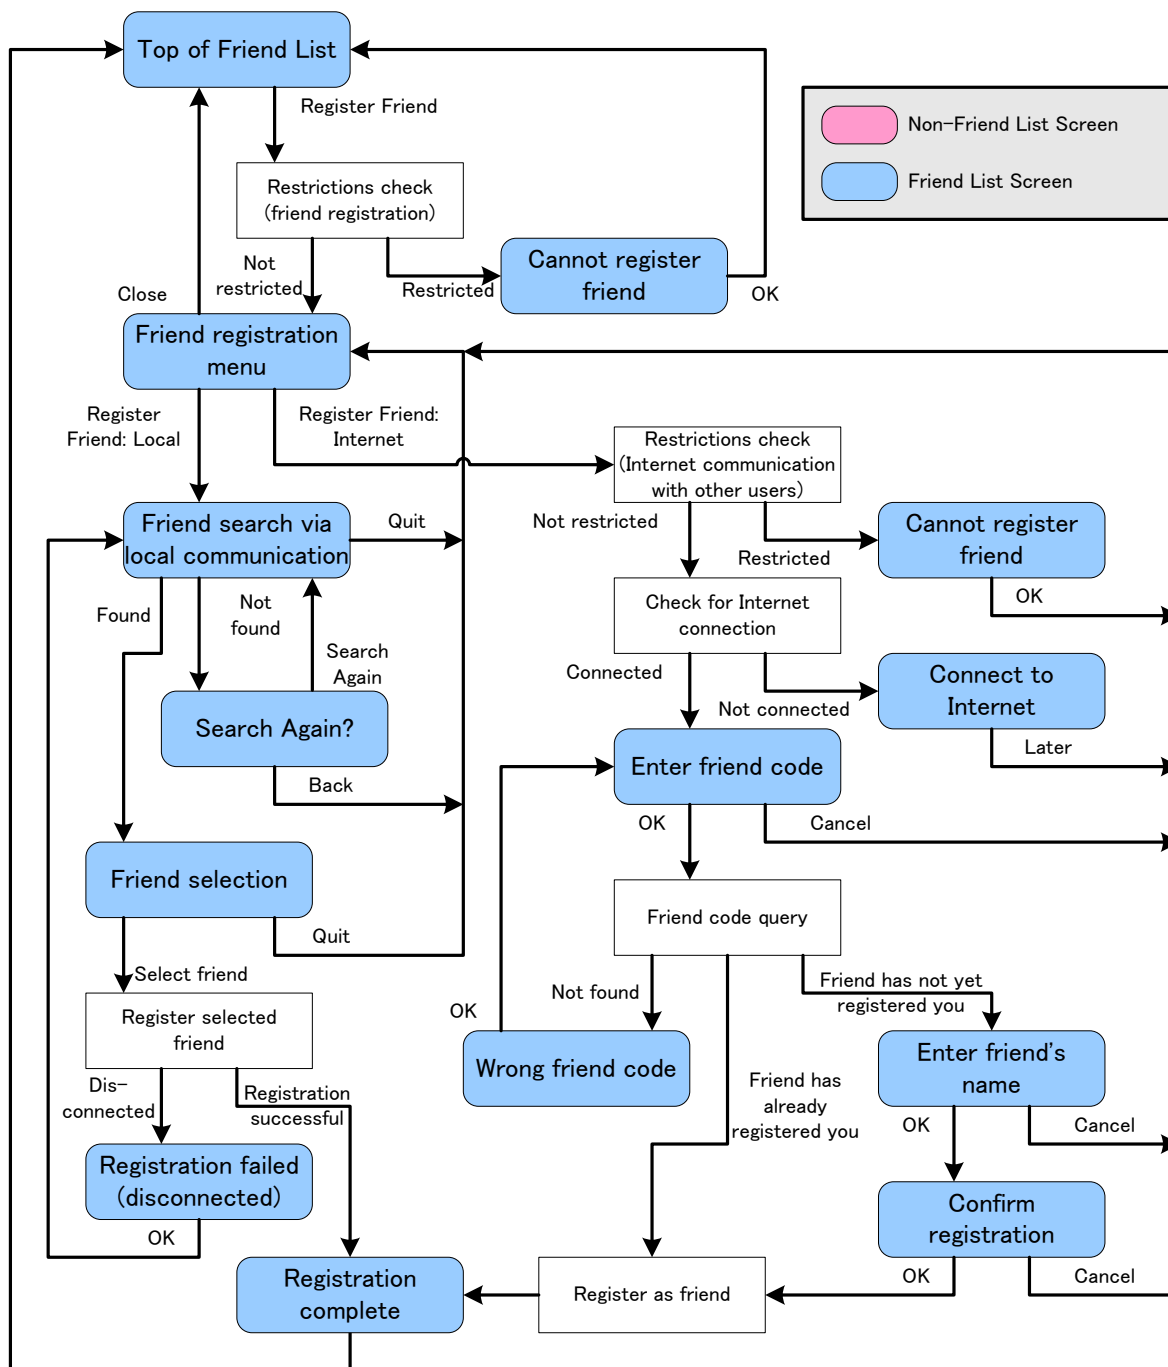 Top of Friend List
Register Friend
Non-Friend List Screen
Friend List Screen
Restrictions check
(friend registration)
Not
restricted
Restricted
Cannot register
friend
OK
Close
Friend registration
menu
Register
Friend: Local
Register Friend:
Internet
Restrictions check
(Internet communication
with other users)
Not restricted
Restricted
Cannot register
friend
OK
Friend search via
local communication
Quit
Found
Not
found
Search
Again
Check for Internet
connection
Connected
Not connected
Connect to
Internet
Later
Search Again?
Back
Enter friend code
OK
Cancel
Friend selection
Quit
Select friend
Friend code query
Not found
OK
Friend has not yet
registered you
Register selected
friend
Wrong friend code
Enter friend's
name
Dis-
connected
Registration
successful
Friend has
already
registered you
OK
Cancel
Registration failed
(disconnected)
OK
Confirm
registration
OK
Cancel
Registration
complete
Register as friend